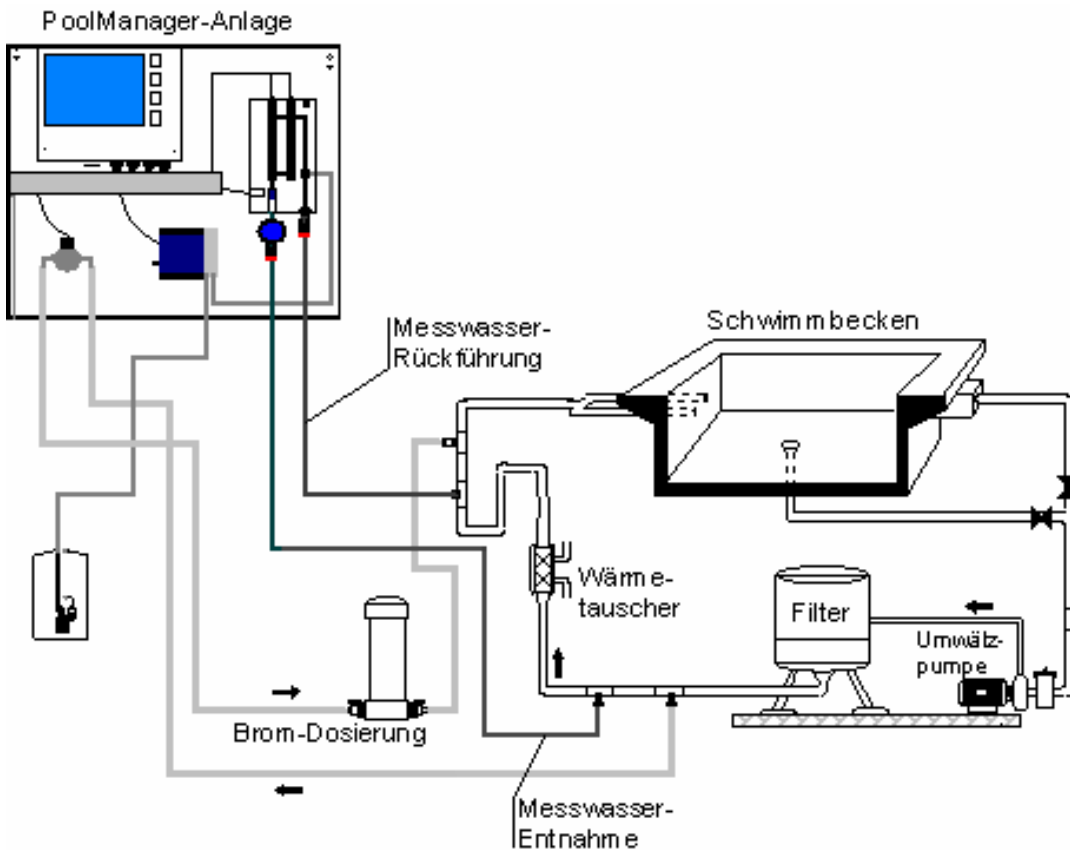 PoolManager-Anlage
Messwasser-
Rückführung
Schwimmbecken
Wärme-
tauscher
Filter
Umwälz-
pumpe
Brom-Dosierung
Messwasser-
Entnahme